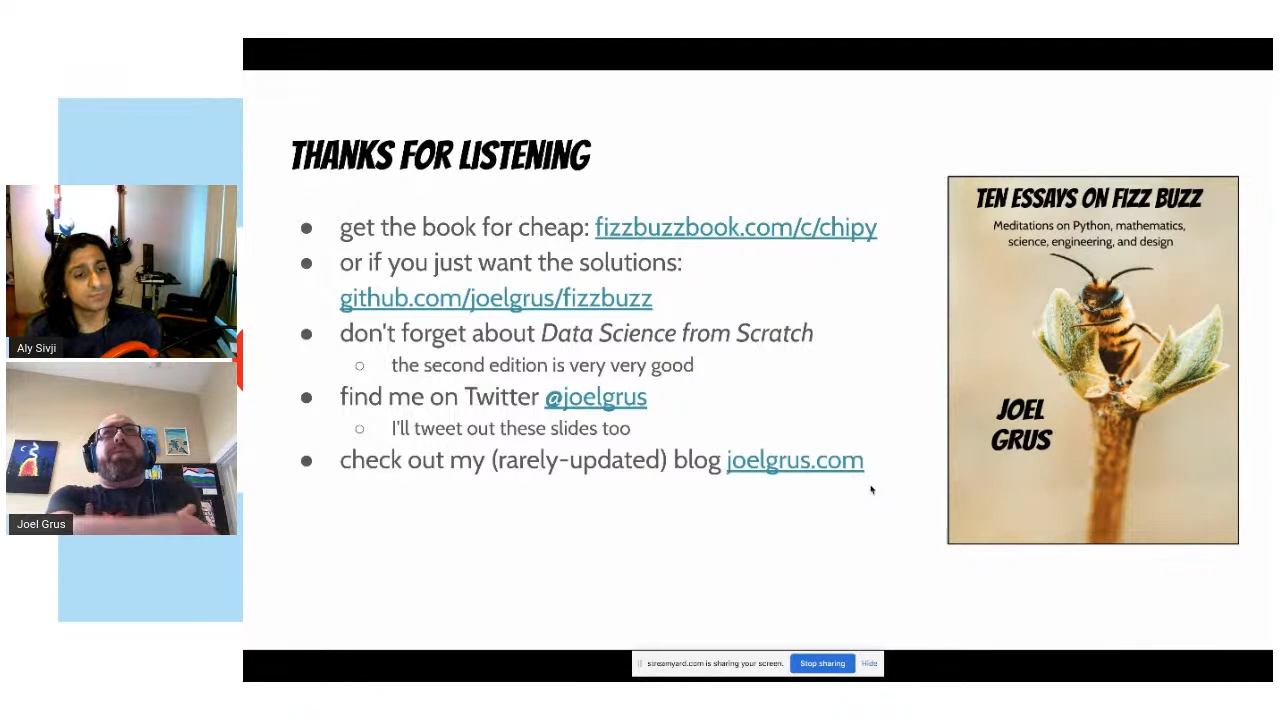 THANKS FOR LISTENING
● get the book for cheap: fizzbuzzbook.com/c/chipy
● or if you just want the solutions:
github.com/joelgrus/fizzbuzz
● don't forget about Data Science from Scratch
○ the second edition is very very good
● find me on Twitter @joelgrus
○ I'll tweet out these slides too
● check out my (rarely-updated) blog joelgrus.com
TEN ESSAYS ON FIZZ BUZZ
Meditations on Python, mathematics,
science, engineering, and design
JOEL
GRUS
Aly Sivji
Joel Grus
streamyard.com is sharing your screen. Stop sharing Hide